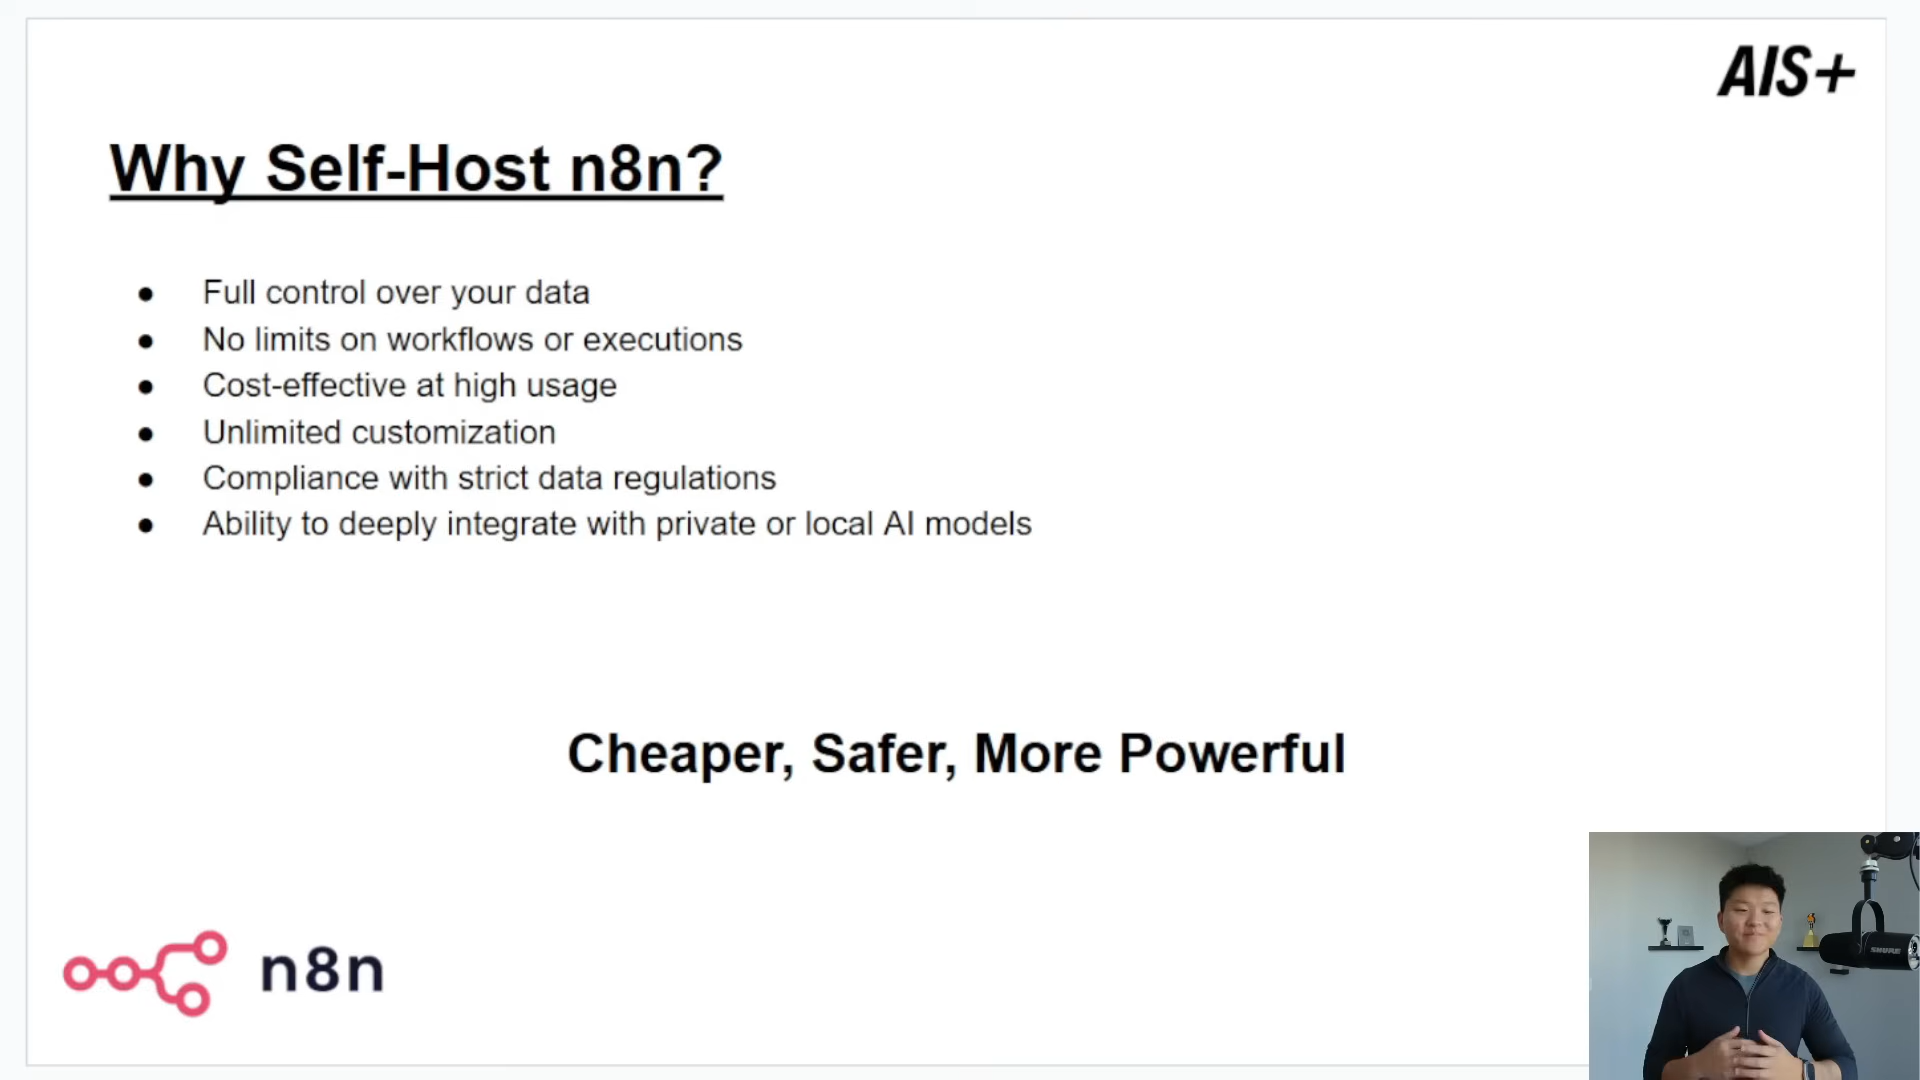 AIS+
Why Self-Host n8n?
● Full control over your data
● No limits on workflows or executions
● Cost-effective at high usage
● Unlimited customization
● Compliance with strict data regulations
● Ability to deeply integrate with private or local AI models
Cheaper, Safer, More Powerful
n8n
SHURE